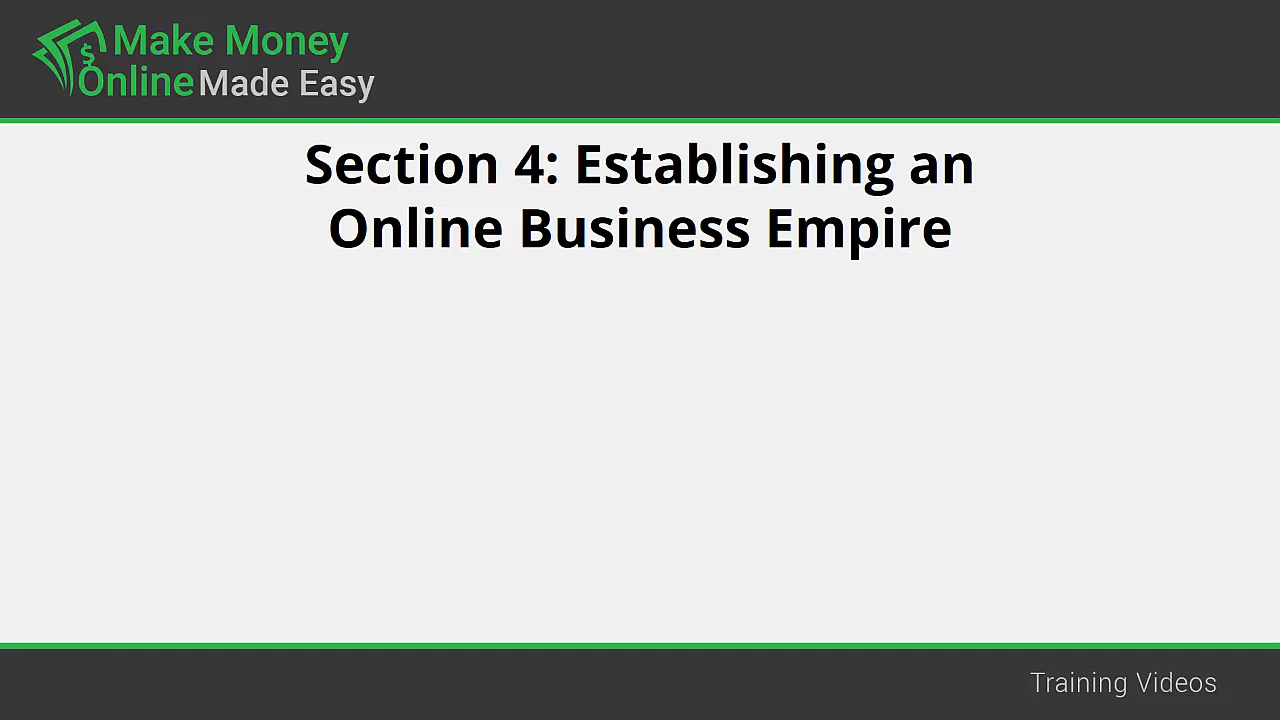 Make Money
Online Made Easy
Section 4: Establishing an
Online Business Empire
Training Videos